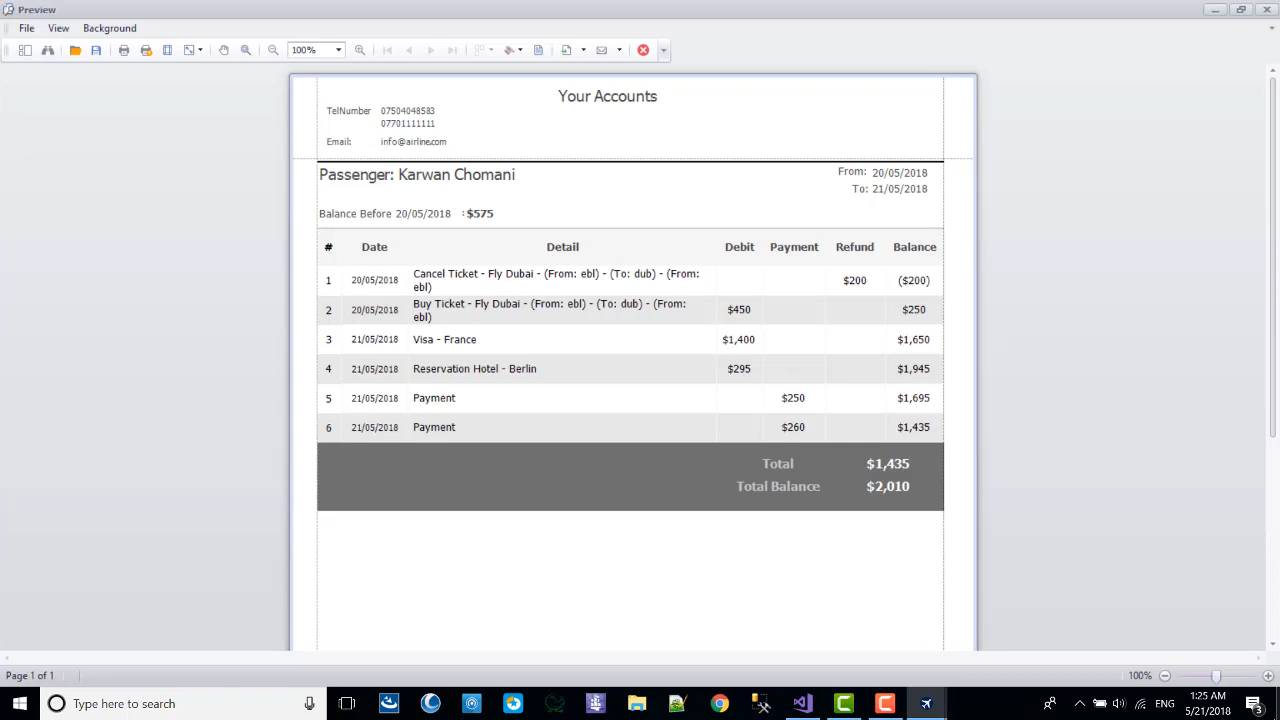 Preview
File View Background
100%
Your Accounts
TelNumber 07504048583
07701111111
Email: info@airline.com
Passenger: Karwan Chomani
From: 20/05/2018
To: 21/05/2018
Balance Before 20/05/2018 :$575
# Date Detail Debit Payment Refund Balance
1 20/05/2018 Cancel Ticket - Fly Dubai - (From: ebl) - (To: dub) - (From: ebl) $200 ($200)
2 20/05/2018 Buy Ticket - Fly Dubai - (From: ebl) - (To: dub) - (From: ebl) $450 $250
3 21/05/2018 Visa - France $1,400 $1,650
4 21/05/2018 Reservation Hotel - Berlin $295 $1,945
5 21/05/2018 Payment $250 $1,695
6 21/05/2018 Payment $260 $1,435
Total $1,435
Total Balance $2,010
Page 1 of 1 100%
Type here to search
ENG
1:25 AM
5/21/2018
3